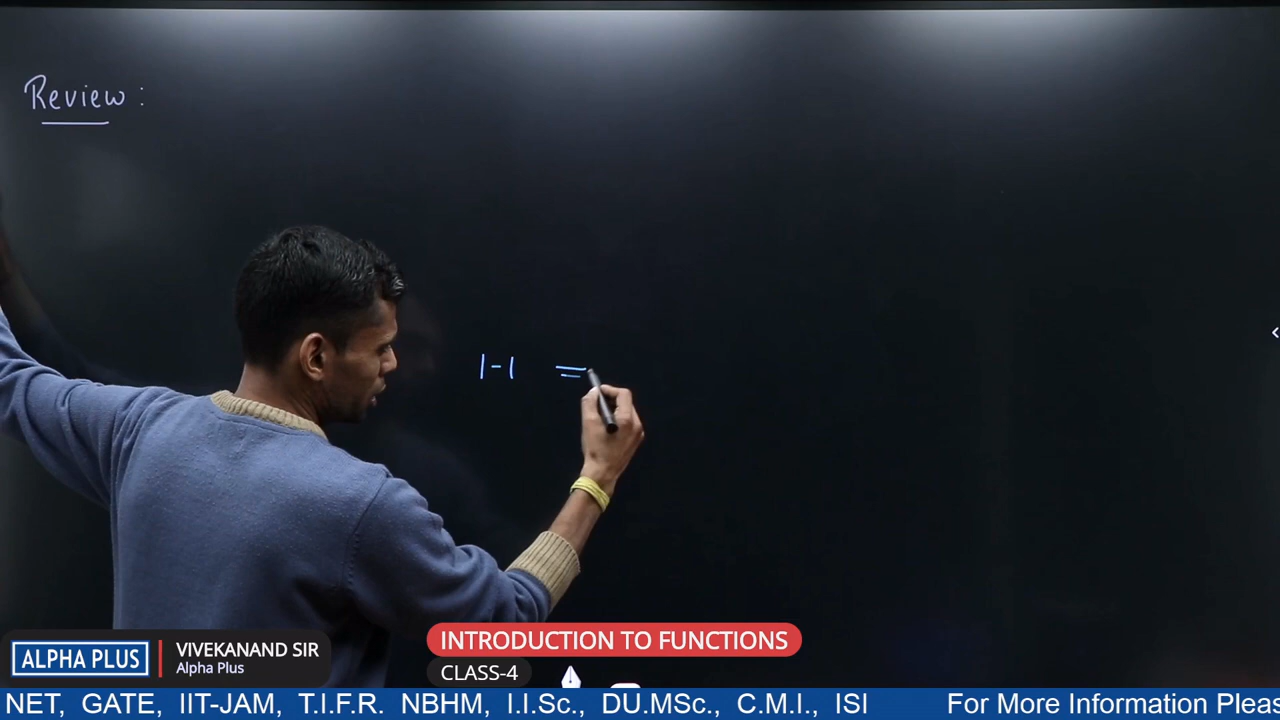 Review :
1-1 =
INTRODUCTION TO FUNCTIONS
ALPHA PLUS
VIVEKANAND SIR
Alpha Plus
CLASS-4
NET, GATE, IIT-JAM, T.I.F.R. NBHM, I.I.Sc., DU.MSc., C.M.I., ISI For More Information Pleas